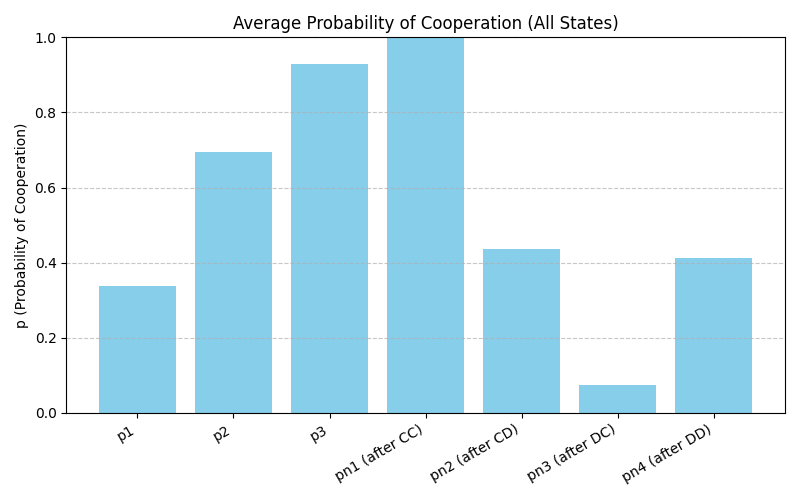 Average Probability of Cooperation (All States)
p (Probability of Cooperation)
1.0
0.8
0.6
0.4
0.2
0.0
p1
p2
p3
pn1 (after CC)
pn2 (after CD)
pn3 (after DC)
pn4 (after DD)